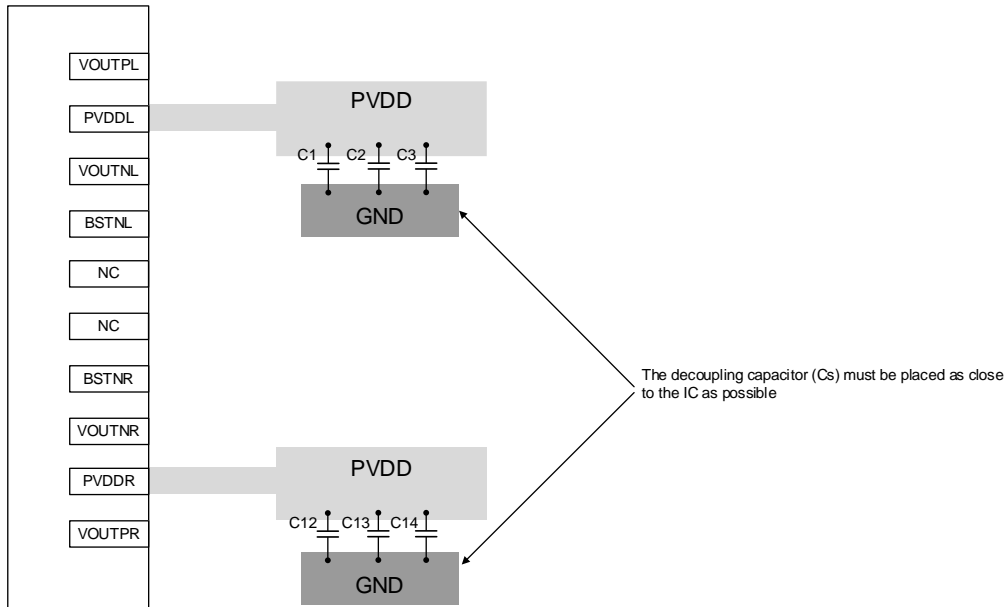 VOUTPL
PVDDL
VOUTNL
BSTNL
NC
NC
BSTNR
VOUTNR
PVDDR
VOUTPR
PVDD
C1 C2 C3
GND
The decoupling capacitor (Cs) must be placed as close
to the IC as possible
PVDD
C12 C13 C14
GND